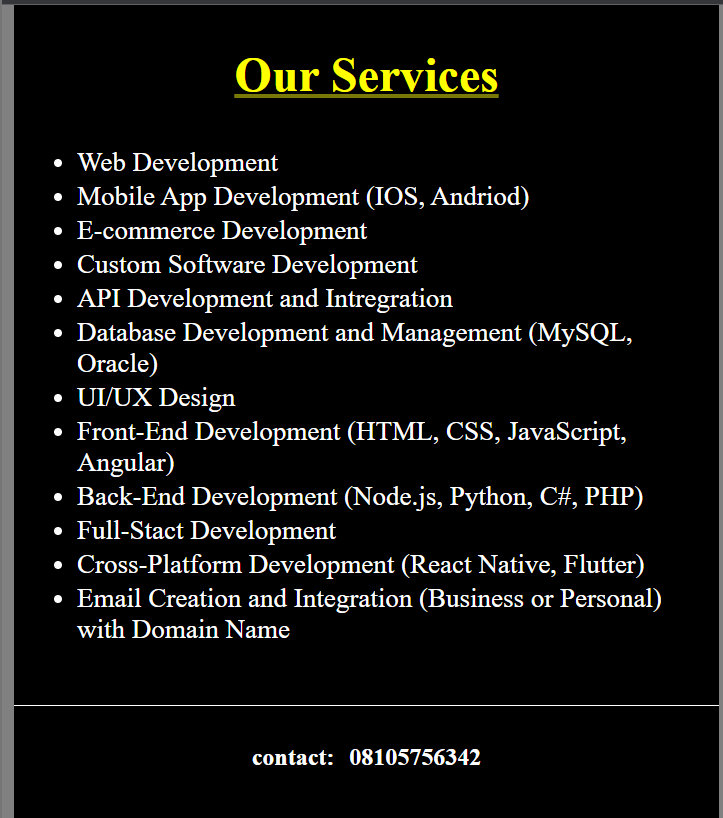 Our Services
Web Development
Mobile App Development (IOS, Andriod)
E-commerce Development
Custom Software Development
API Development and Intregration
Database Development and Management (MySQL,
Oracle)
UI/UX Design
Front-End Development (HTML, CSS, JavaScript,
Angular)
Back-End Development (Node.js, Python, C#, PHP)
Full-Stact Development
Cross-Platform Development (React Native, Flutter)
Email Creation and Integration (Business or Personal)
with Domain Name
contact: 08105756342